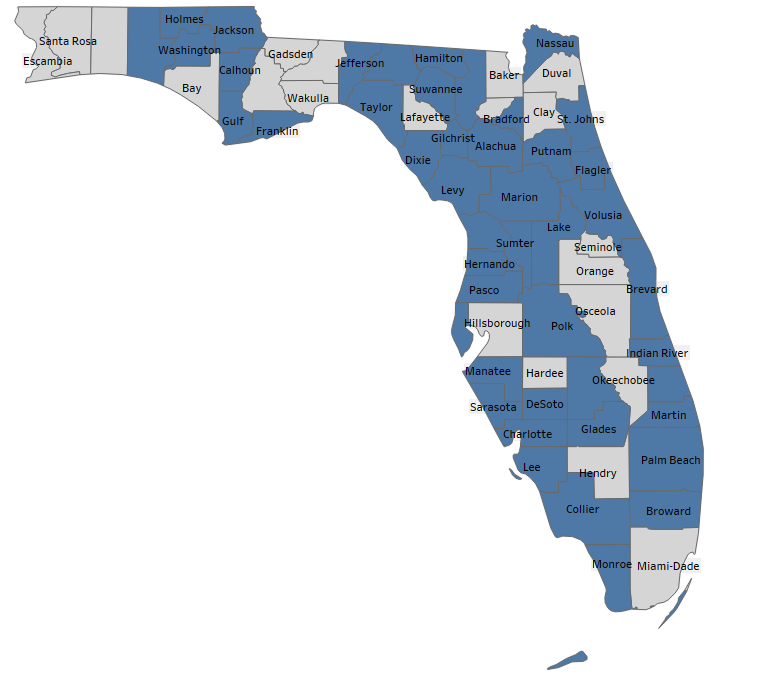 Holmes
Jackson
Santa Rosa
Washington
Escambia
Calhoun
Bay
Gadsden
Jefferson
Hamilton
Nassau
Baker
Duval
Wakulla
Suwannee
Gulf
Franklin
Taylor
Lafayette
Bradford
Clay
St. Johns
Gilchrist
Alachua
Putnam
Dixie
Flagler
Levy
Marion
Volusia
Lake
Sumter
Seminole
Hernando
Orange
Pasco
Brevard
Osceola
Hillsborough
Polk
Indian River
Manatee
Hardee
Okeechobee
Sarasota
DeSoto
Martin
Charlotte
Glades
Lee
Hendry
Palm Beach
Collier
Broward
Monroe
Miami-Dade